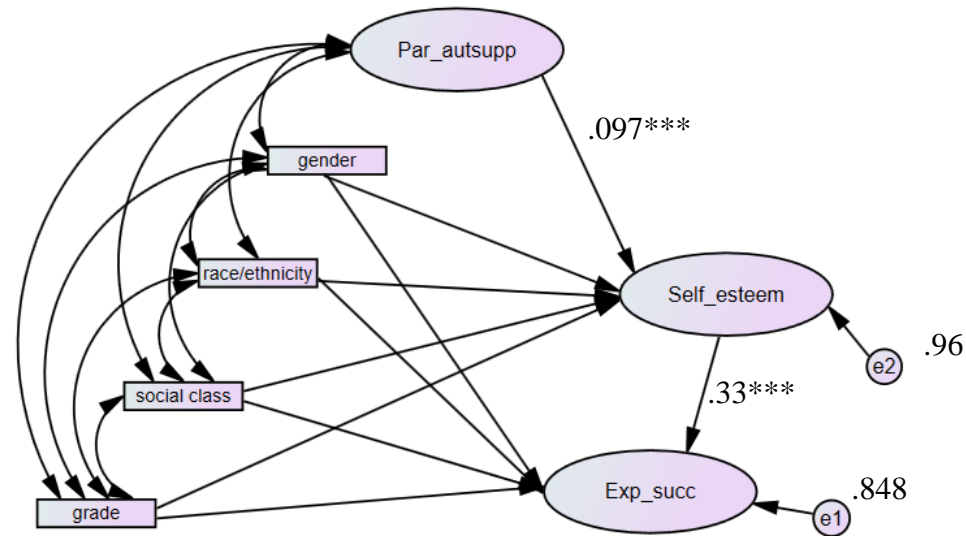 Par_autsupp
.097***
gender
race/ethnicity
Self_esteem
.96
e2
social class
.33***
Exp_succ
.848
grade
e1